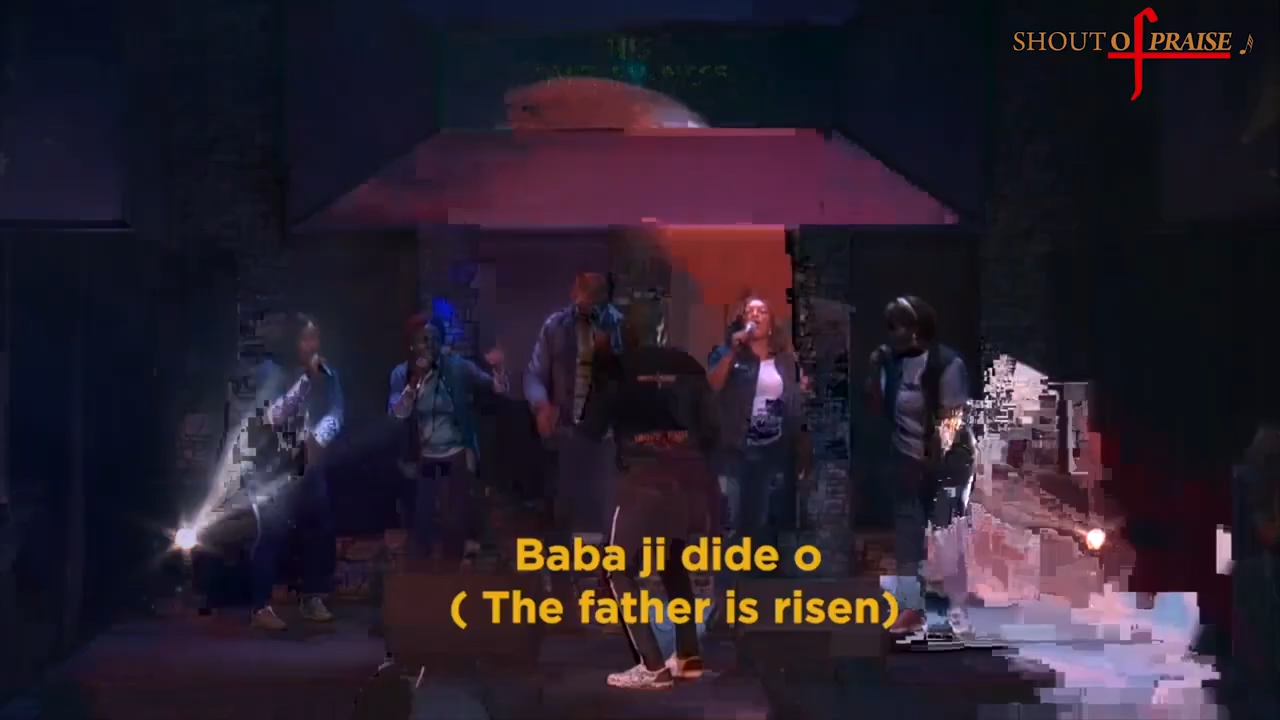 SHOUT OF PRAISE
Baba ji dide o
( The father is risen)